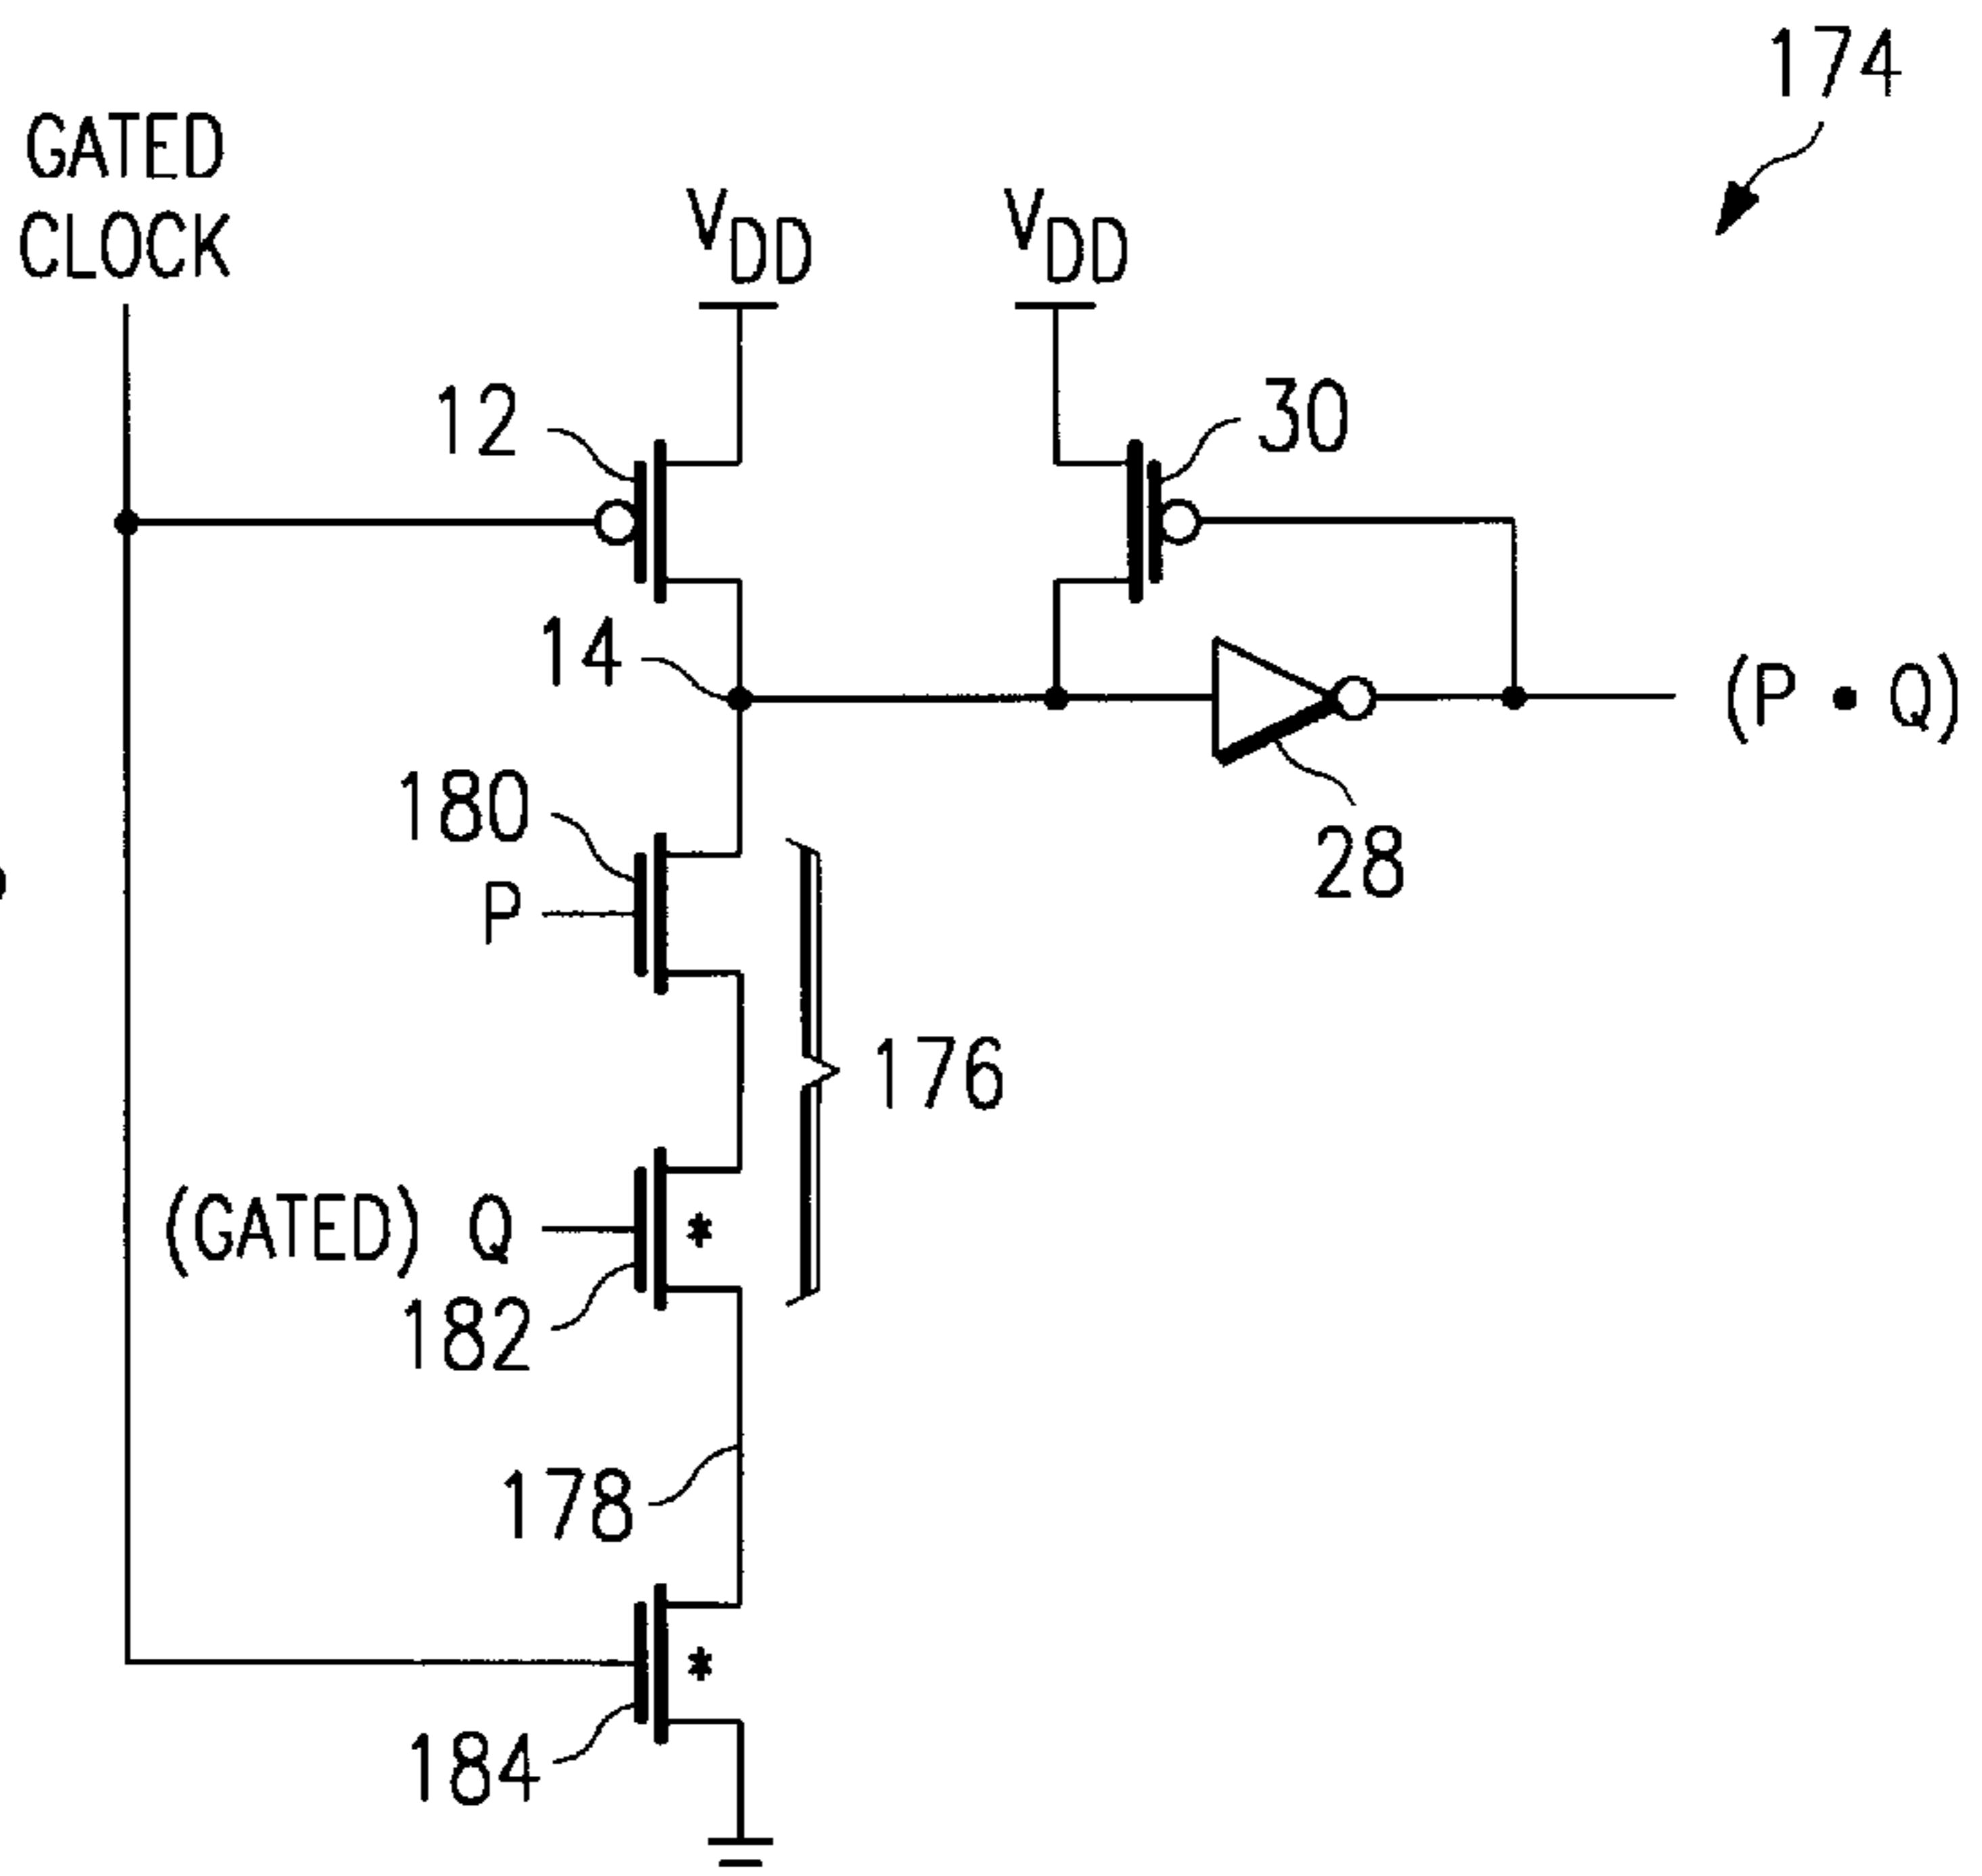 174
GATED
CLOCK
VDD
VDD
12
30
14
(P • Q)
180
P
28
176
(GATED) Q
*
182
178
*
184